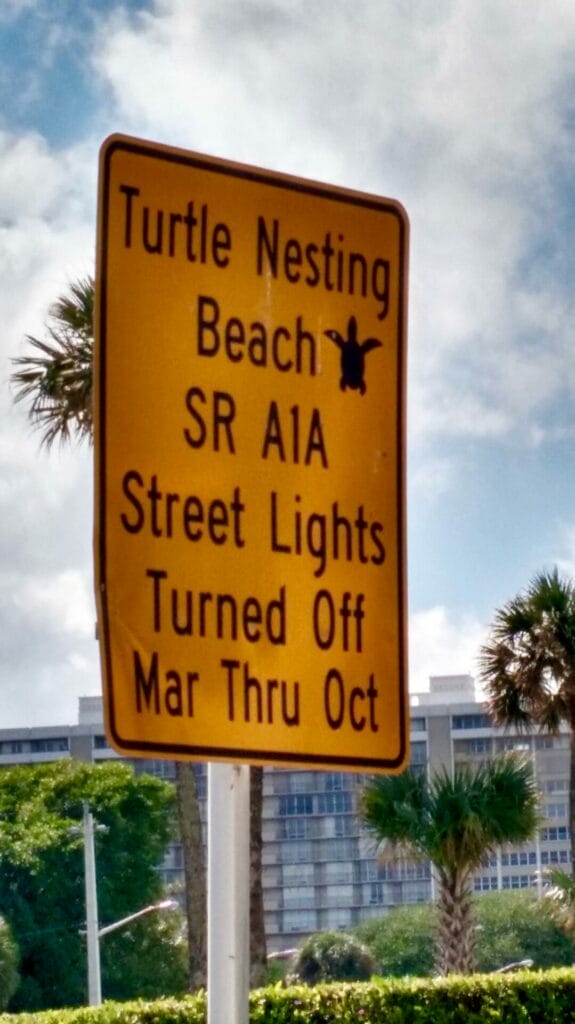 Turtle Nesting
Beach
SR A1A
Street Lights
Turned Off
Mar Thru Oct